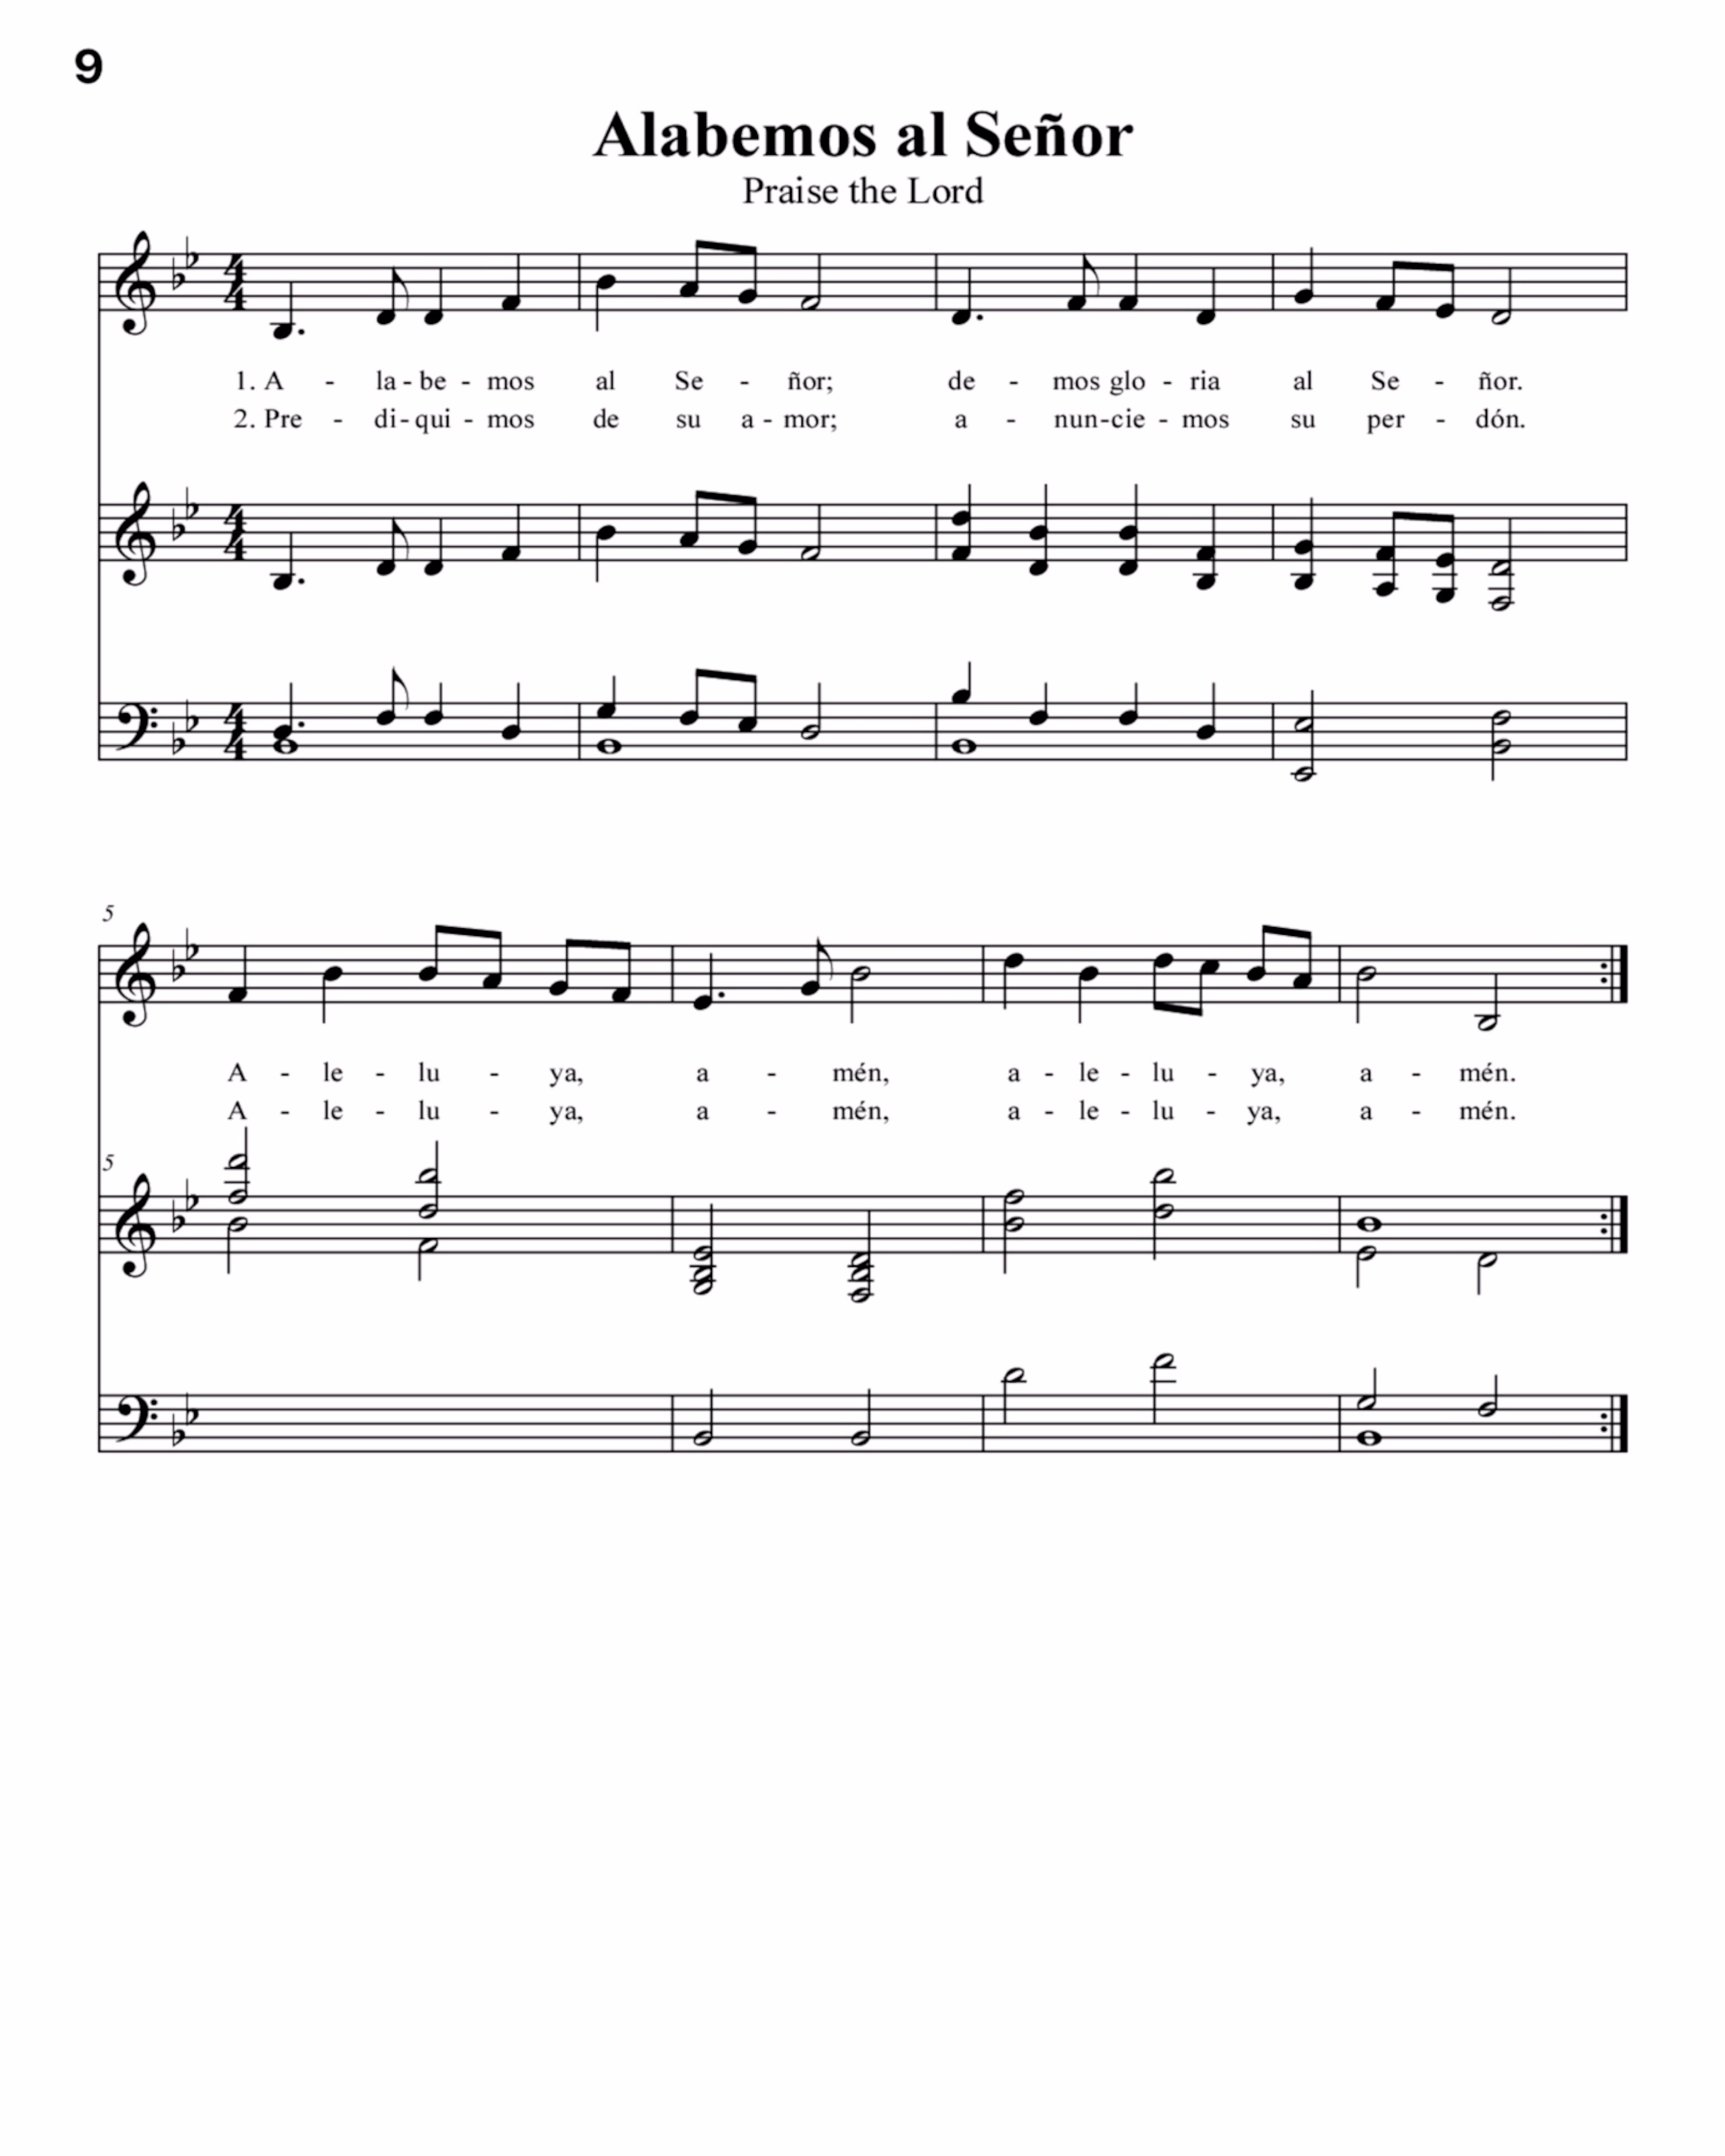 9
Alabemos al Señor
Praise the Lord
1. A - la - be - mos al Se - ñor; de - mos glo - ria al Se - ñor.
2. Pre - di - qui - mos de su a - mor; a - nun - cie - mos su per - dón.
5
A - le - lu - ya, a - mén, a - le - lu - ya, a - mén.
A - le - lu - ya, a - mén, a - le - lu - ya, a - mén.
5